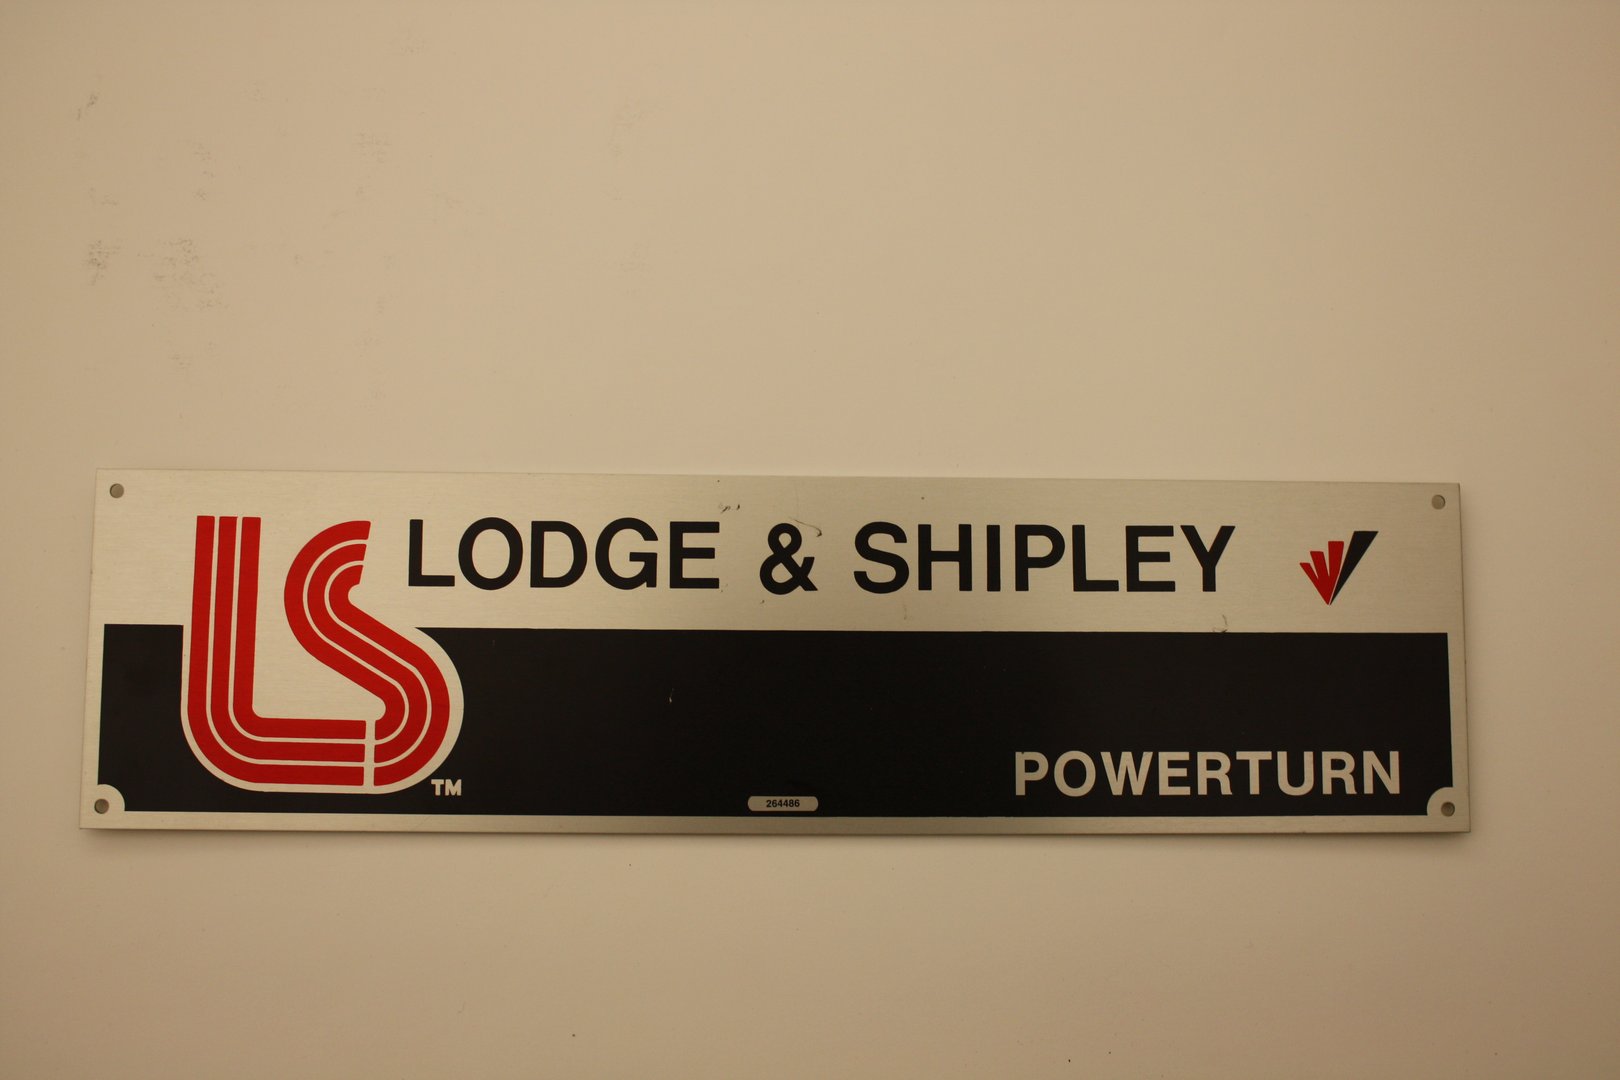 LS
LODGE & SHIPLEY
TM
POWERTURN
264486